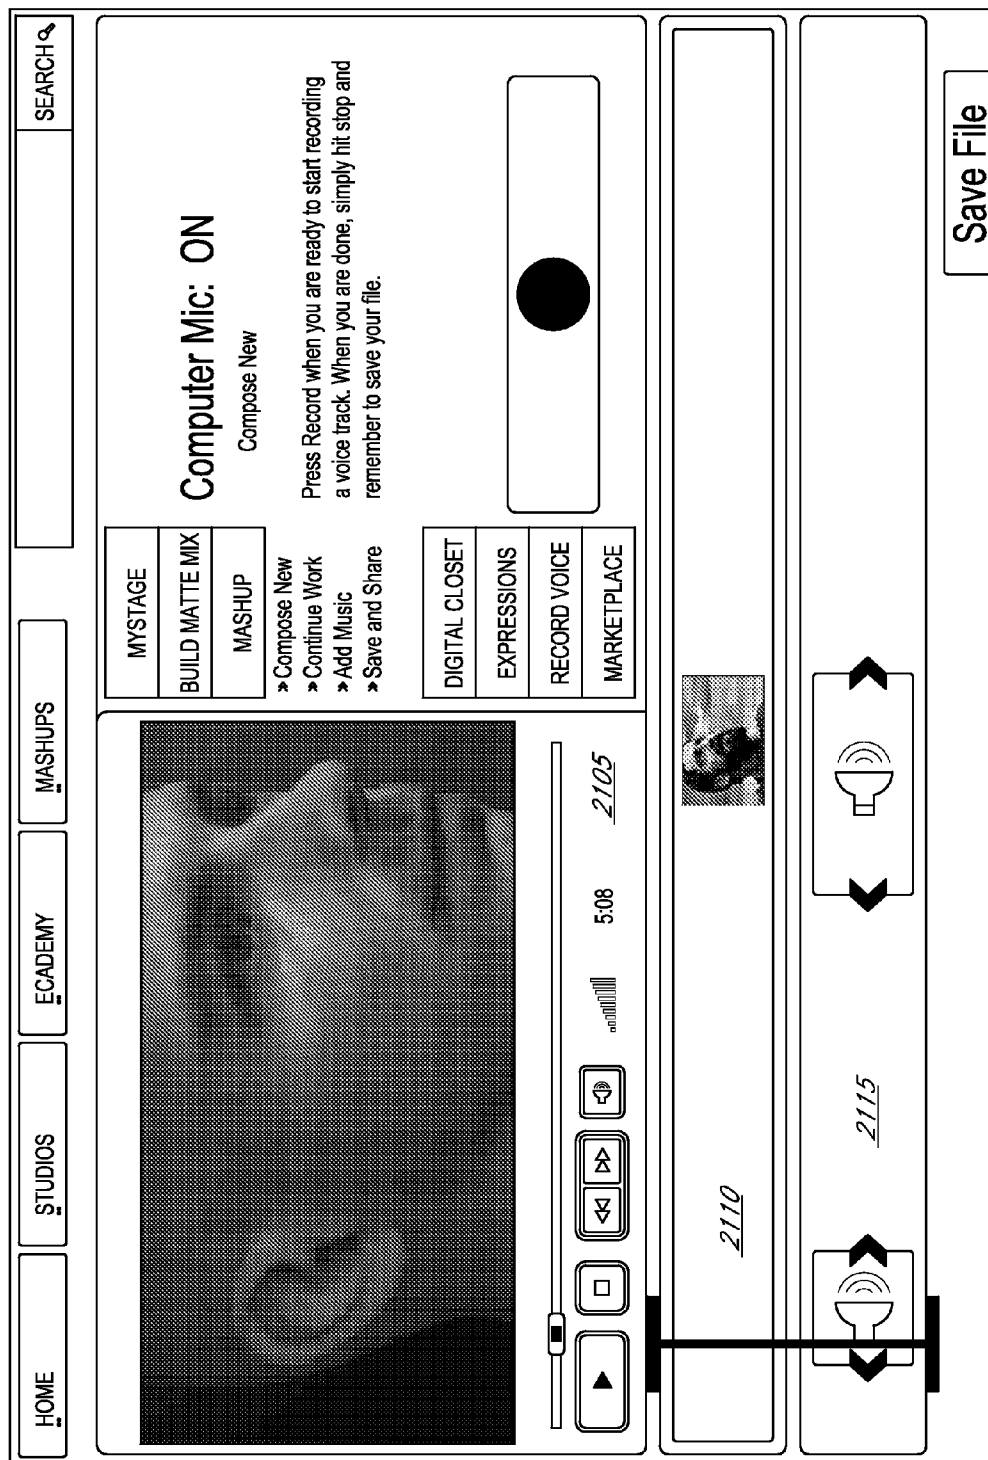 HOME
STUDIOS
ECADEMY
MASHUPS
SEARCH
MYSTAGE
BUILD MATTE MIX
MASHUP
» Compose New
» Continue Work
» Add Music
» Save and Share
DIGITAL CLOSET
EXPRESSIONS
RECORD VOICE
MARKETPLACE
Computer Mic: ON
Compose New
Press Record when you are ready to start recording
a voice track. When you are done, simply hit stop and
remember to save your file.
5:08
2105
2110
2115
Save File